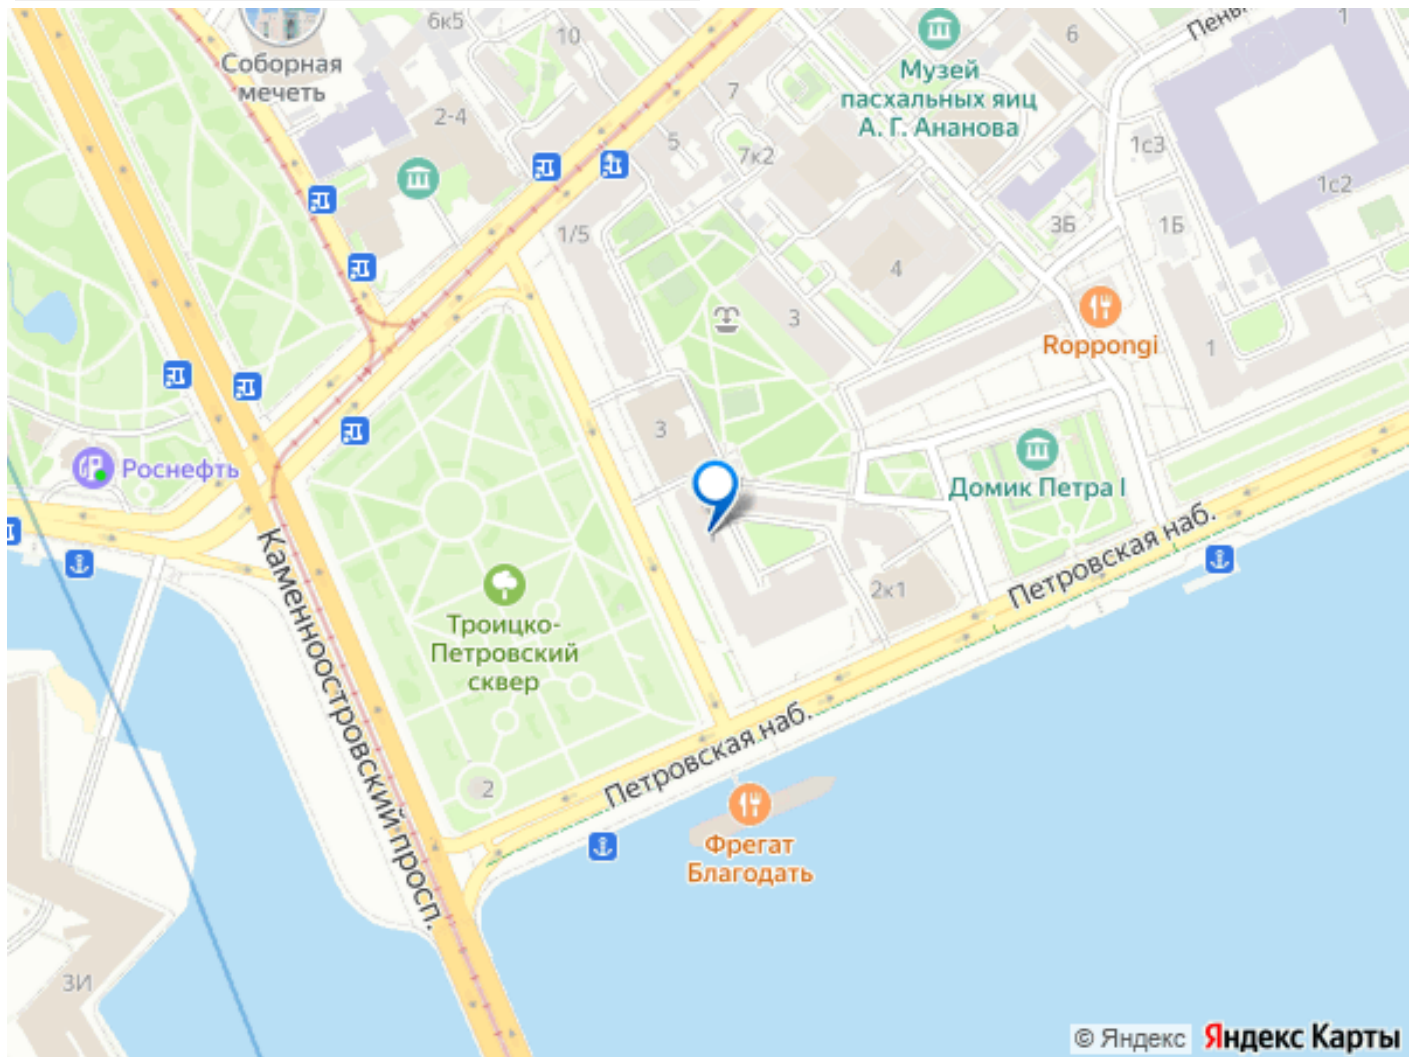 6к5
10
Соборная
мечеть
2-4
7
5
7к2
Музей
пасхальных яиц
А. Г. Ананова
6
Пень
1
1с3
1с2
1/5
4
3Б
1Б
3
Roppongi
1
3
Роснефть
Домик Петра I
Петровская наб.
Каменноостровский просп.
Троицко-
Петровский
сквер
2к1
Петровская наб.
2
Фрегат
Благодать
3И
© Яндекс Яндекс Карты